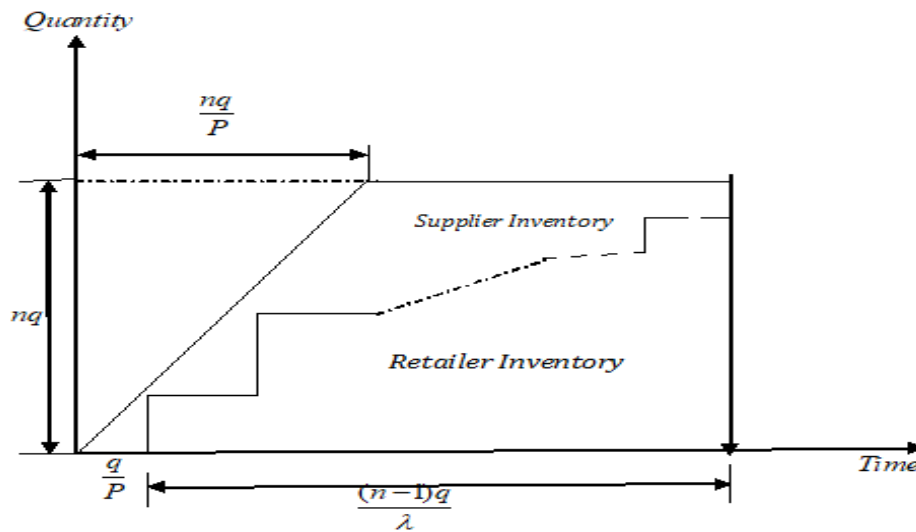 Quantity
nq
P
Supplier Inventory
nq
Retailer Inventory
q
P
Time
(n-1)q
λ